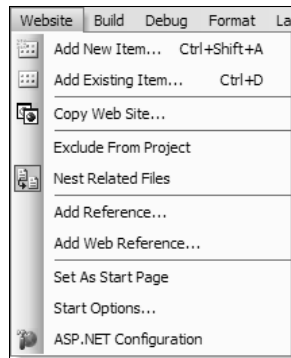 Website Build Debug Format La
Add New Item... Ctrl+Shift+A
Add Existing Item... Ctrl+D
Copy Web Site...
Exclude From Project
Nest Related Files
Add Reference...
Add Web Reference...
Set As Start Page
Start Options...
ASP.NET Configuration